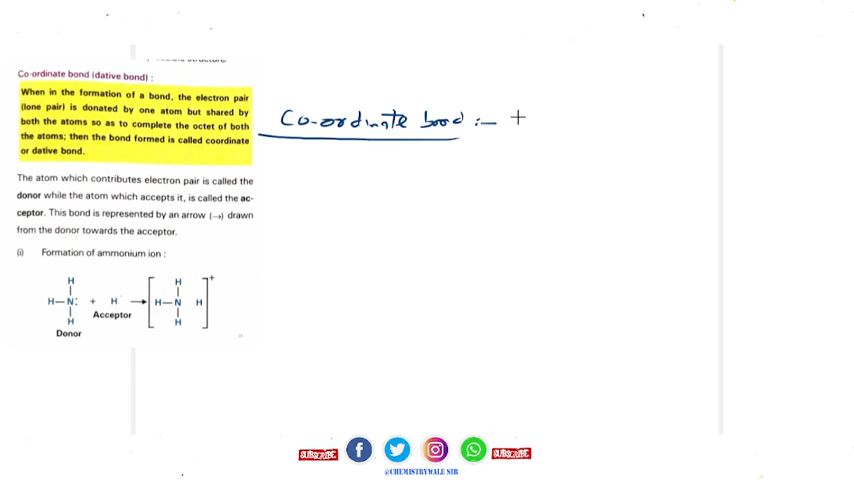 Co-ordinate bond (dative bond) :
When in the formation of a bond, the electron pair
(lone pair) is donated by one atom but shared by
both the atoms so as to complete the octet of both
the atoms; then the bond formed is called coordinate
or dative bond.
The atom which contributes electron pair is called the
donor while the atom which accepts it, is called the ac-
ceptor. This bond is represented by an arrow (→) drawn
from the donor towards the acceptor.
(i) Formation of ammonium ion :
H H
H—N: + H → [H—N H]+
H H
Acceptor
Donor
Co-ordinate bond :— +
SUBSCRIBE SUBSCRIBE
@CHEMISTRYWALE SIR